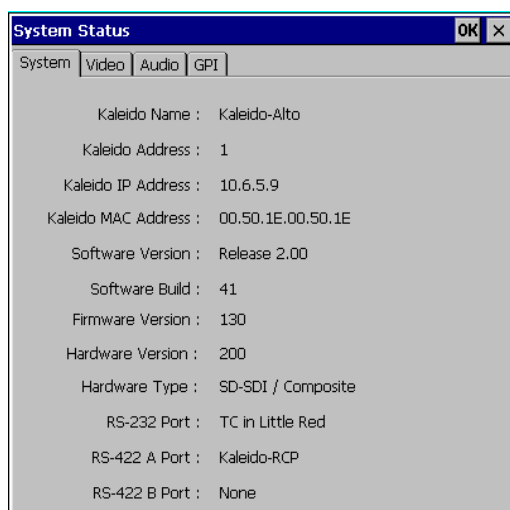 System Status OK ×
System Video Audio GPI
Kaleido Name : Kaleido-Alto
Kaleido Address : 1
Kaleido IP Address : 10.6.5.9
Kaleido MAC Address : 00.50.1E.00.50.1E
Software Version : Release 2.00
Software Build : 41
Firmware Version : 130
Hardware Version : 200
Hardware Type : SD-SDI / Composite
RS-232 Port : TC in Little Red
RS-422 A Port : Kaleido-RCP
RS-422 B Port : None